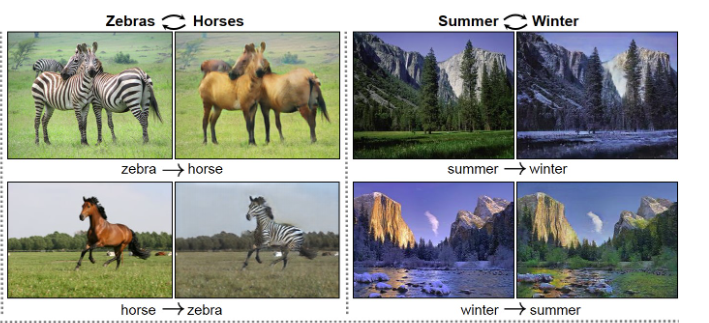 Zebras ⇄ Horses
Summer ⇄ Winter
zebra → horse
summer → winter
horse → zebra
winter → summer